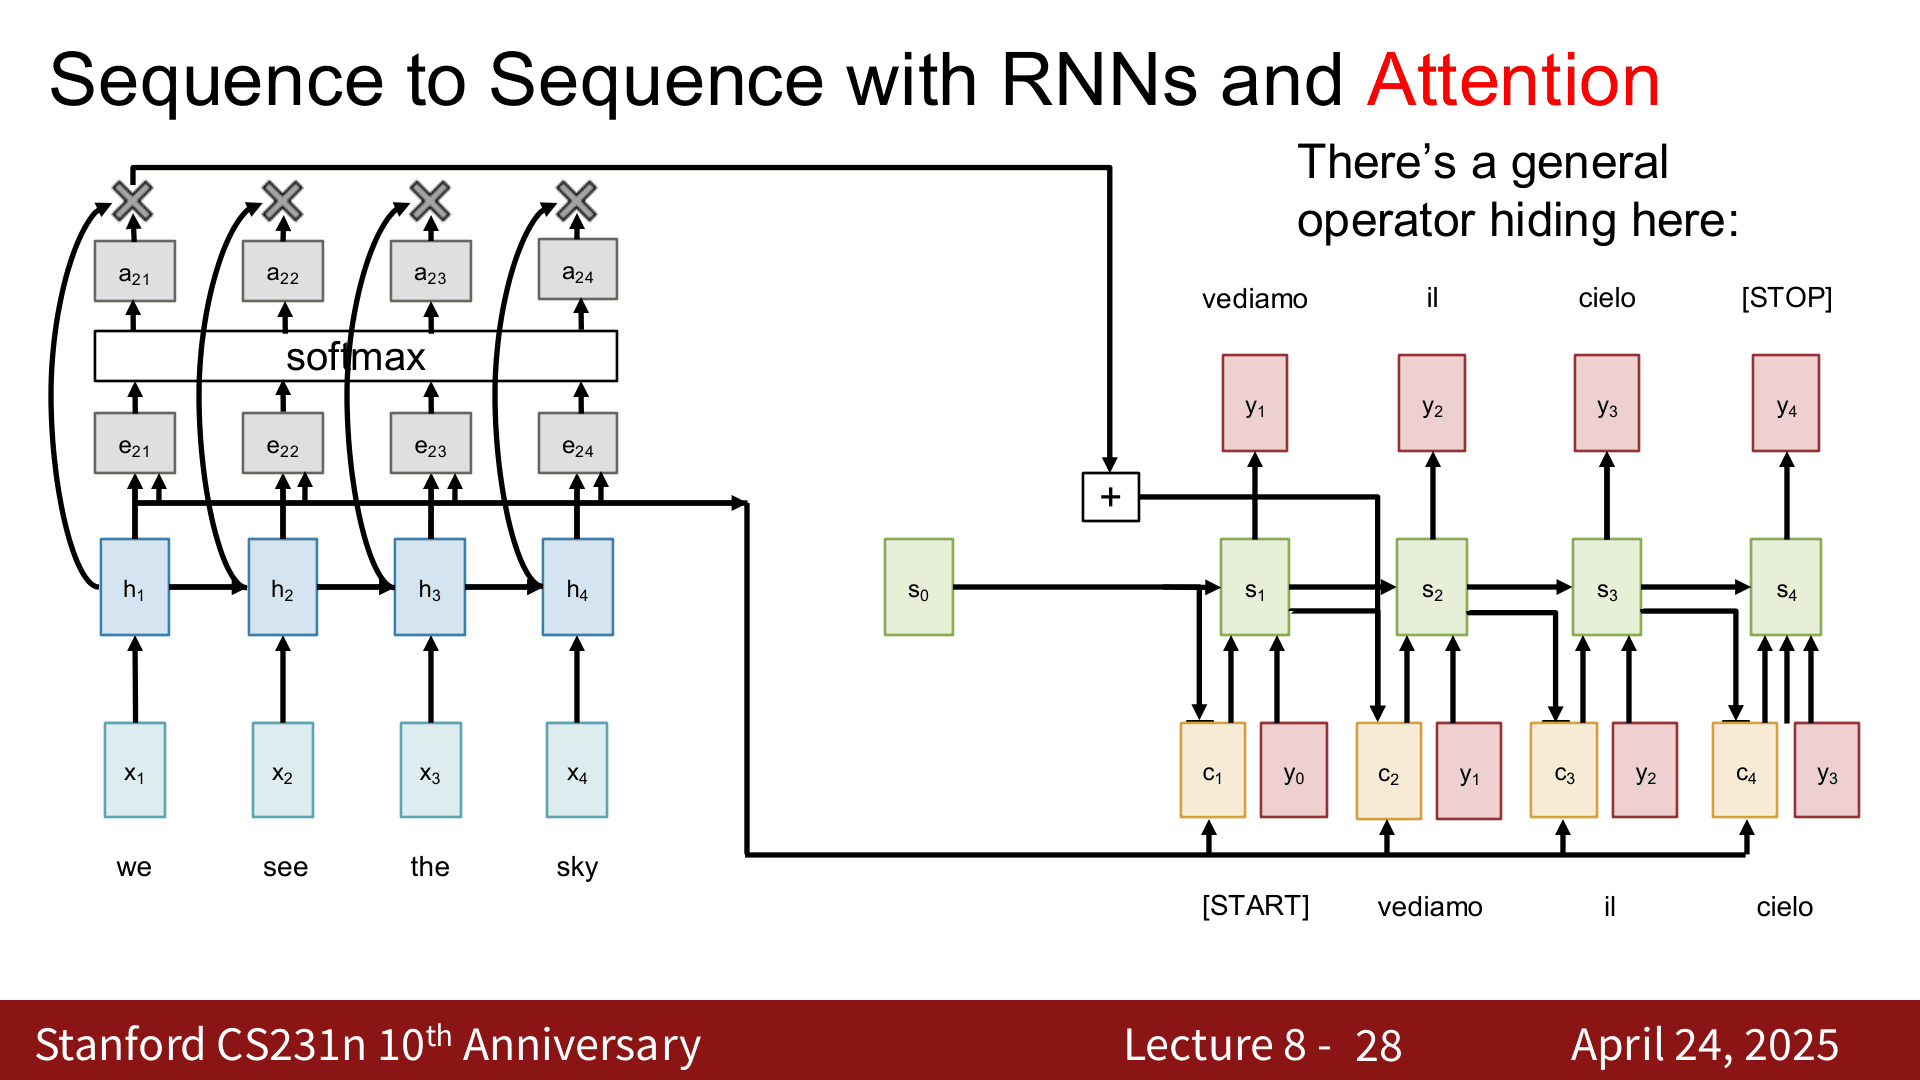 Sequence to Sequence with RNNs and Attention
There’s a general
operator hiding here:
a21 a22 a23 a24
softmax
e21 e22 e23 e24
h1 h2 h3 h4
x1 x2 x3 x4
we see the sky
vediamo il cielo [STOP]
y1 y2 y3 y4
+
s0 s1 s2 s3 s4
c1 y0 c2 y1 c3 y2 c4 y3
[START] vediamo il cielo
Stanford CS231n 10th Anniversary
Lecture 8 - 28
April 24, 2025